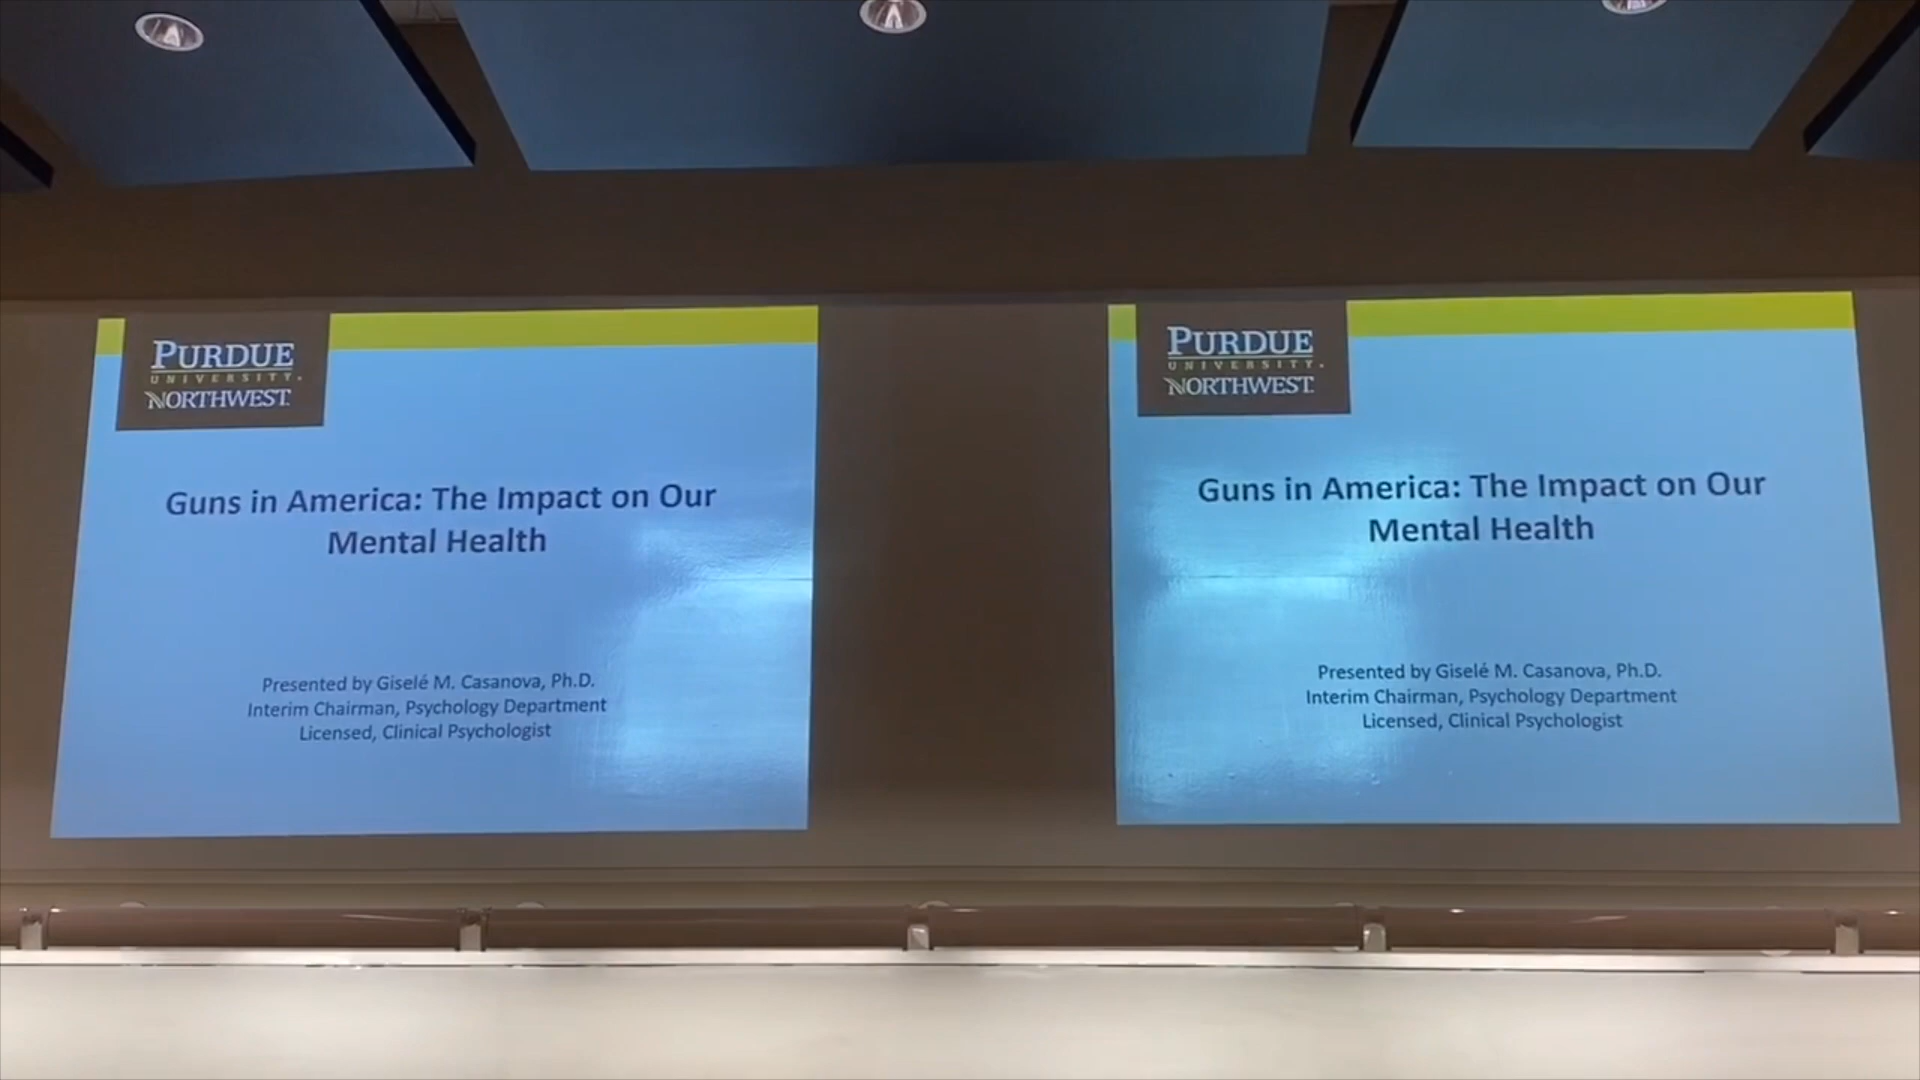 PURDUE
UNIVERSITY.
NORTHWEST.
Guns in America: The Impact on Our
Mental Health
Presented by Giselé M. Casanova, Ph.D.
Interim Chairman, Psychology Department
Licensed, Clinical Psychologist
PURDUE
UNIVERSITY.
NORTHWEST.
Guns in America: The Impact on Our
Mental Health
Presented by Giselé M. Casanova, Ph.D.
Interim Chairman, Psychology Department
Licensed, Clinical Psychologist